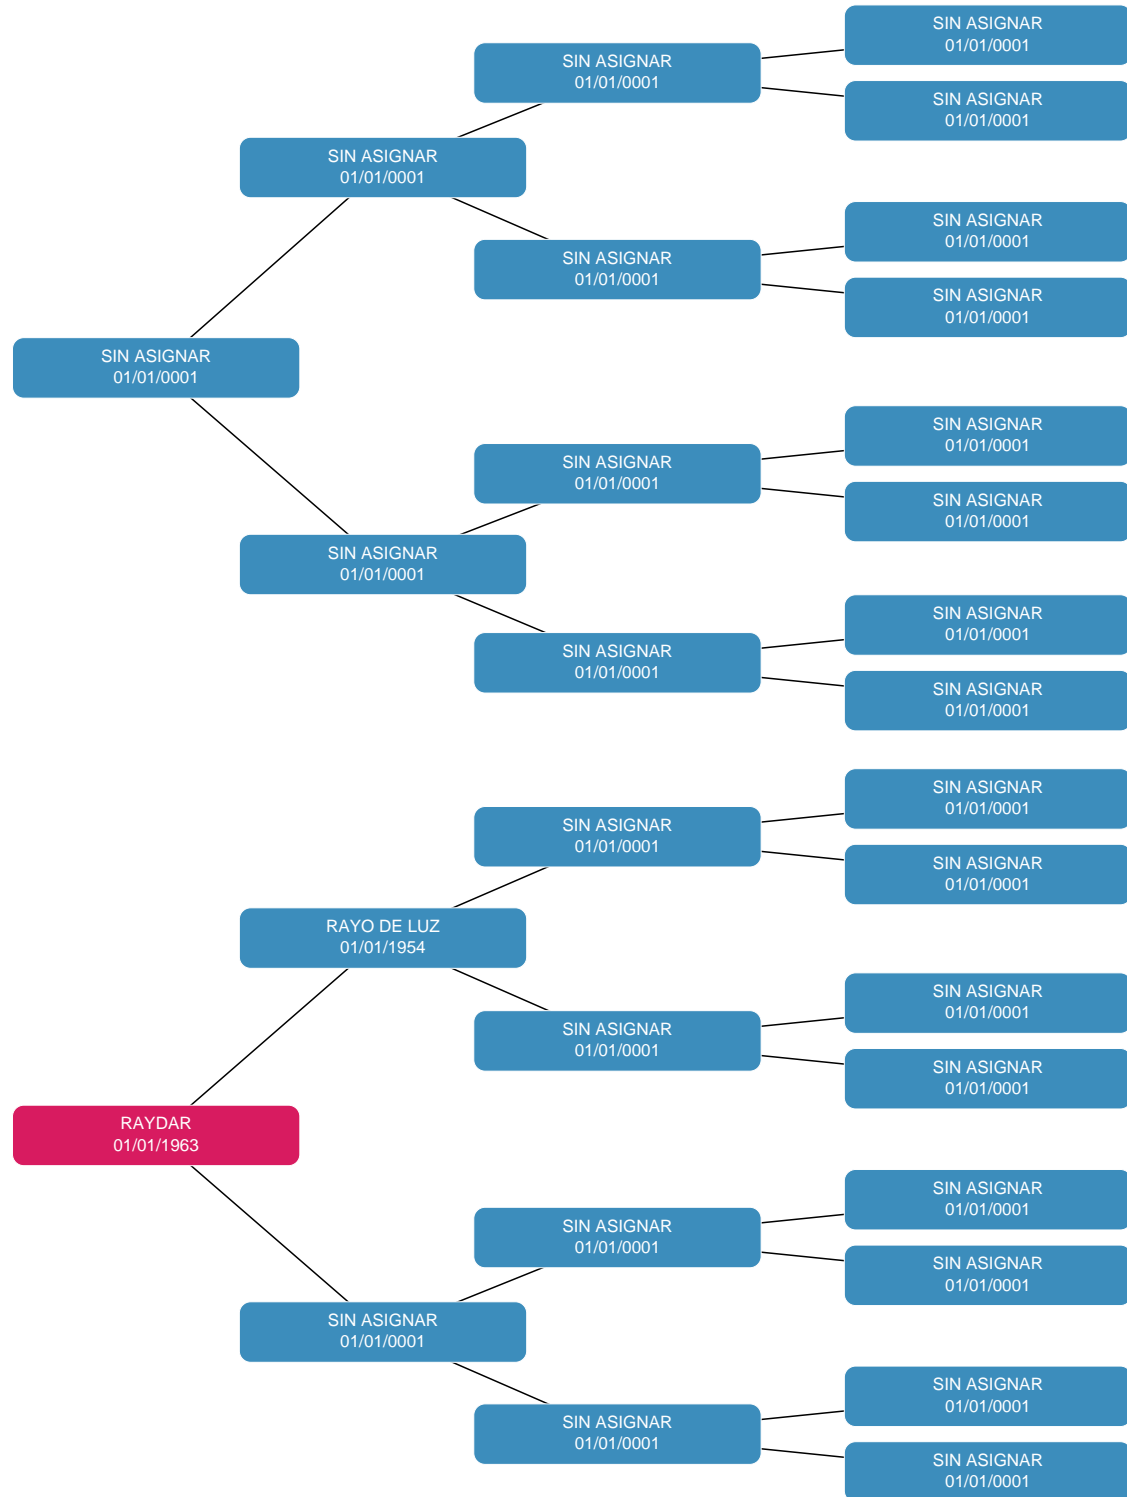 SIN ASIGNAR
01/01/0001
SIN ASIGNAR
01/01/0001
SIN ASIGNAR
01/01/0001
SIN ASIGNAR
01/01/0001
SIN ASIGNAR
01/01/0001
SIN ASIGNAR
01/01/0001
SIN ASIGNAR
01/01/0001
SIN ASIGNAR
01/01/0001
SIN ASIGNAR
01/01/0001
SIN ASIGNAR
01/01/0001
SIN ASIGNAR
01/01/0001
SIN ASIGNAR
01/01/0001
SIN ASIGNAR
01/01/0001
SIN ASIGNAR
01/01/0001
SIN ASIGNAR
01/01/0001
SIN ASIGNAR
01/01/0001
SIN ASIGNAR
01/01/0001
SIN ASIGNAR
01/01/0001
RAYO DE LUZ
01/01/1954
SIN ASIGNAR
01/01/0001
SIN ASIGNAR
01/01/0001
SIN ASIGNAR
01/01/0001
RAYDAR
01/01/1963
SIN ASIGNAR
01/01/0001
SIN ASIGNAR
01/01/0001
SIN ASIGNAR
01/01/0001
SIN ASIGNAR
01/01/0001
SIN ASIGNAR
01/01/0001
SIN ASIGNAR
01/01/0001
SIN ASIGNAR
01/01/0001